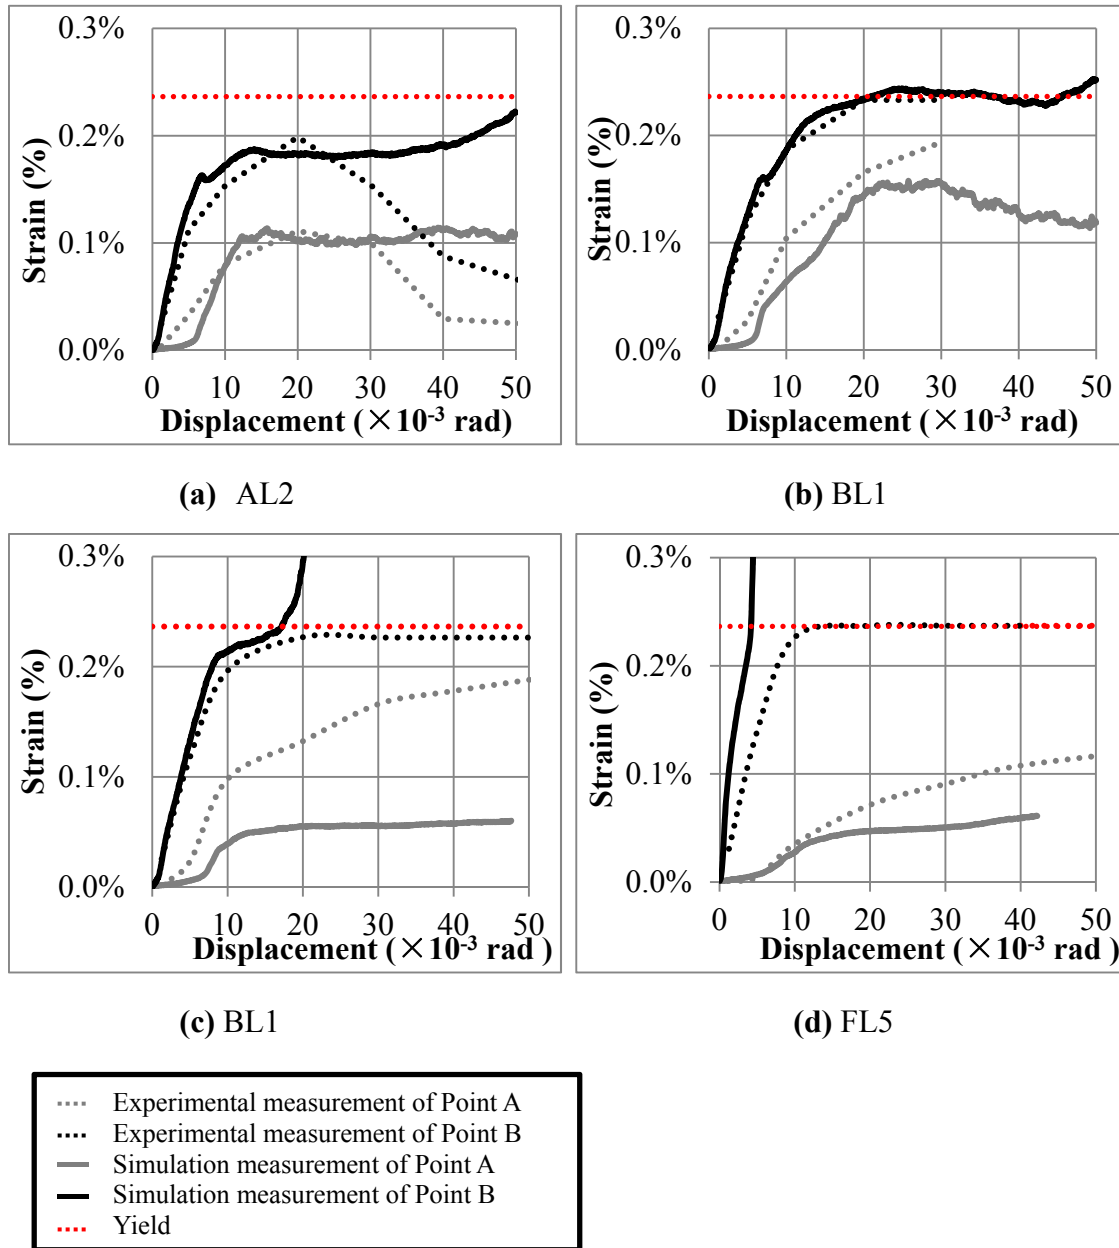 0.3%
0.2%
0.1%
0.0%
Strain (%)
0 10 20 30 40 50
Displacement (×10-3 rad)
(a) AL2
0.3%
0.2%
0.1%
0.0%
Strain (%)
0 10 20 30 40 50
Displacement (×10-3 rad)
(b) BL1
0.3%
0.2%
0.1%
0.0%
Strain (%)
0 10 20 30 40 50
Displacement (×10-3 rad )
(c) BL1
0.3%
0.2%
0.1%
0.0%
Strain (%)
0 10 20 30 40 50
Displacement (×10-3 rad )
(d) FL5
Experimental measurement of Point A
Experimental measurement of Point B
Simulation measurement of Point A
Simulation measurement of Point B
Yield